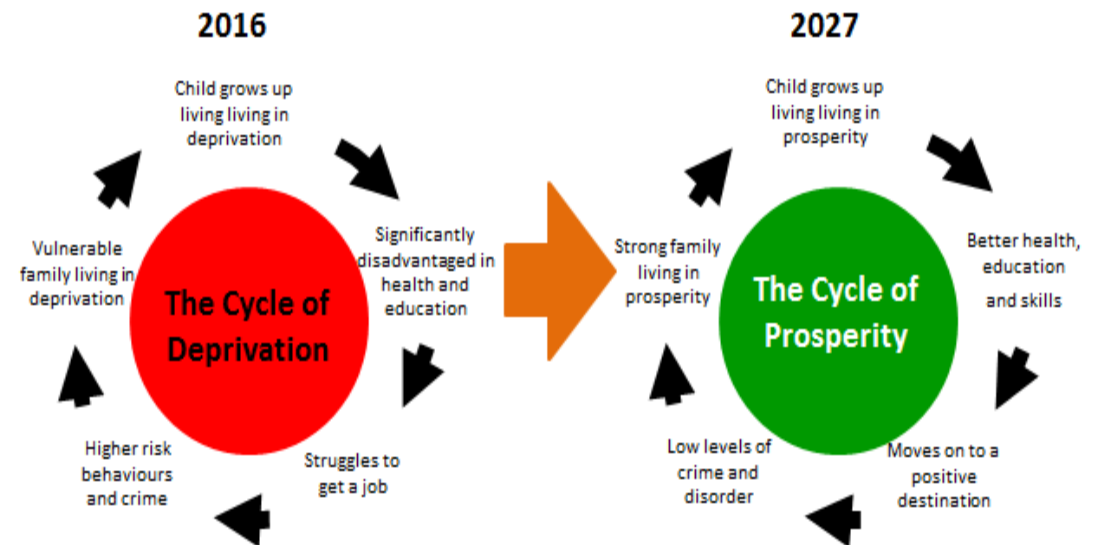 2016
Child grows up
living living in
deprivation
Significantly
disadvantaged in
health and
education
Struggles to
get a job
Higher risk
behaviours
and crime
Vulnerable
family living in
deprivation
The Cycle of
Deprivation
2027
Child grows up
living living in
prosperity
Better health,
education
and skills
Moves on to a
positive
destination
Low levels of
crime and
disorder
Strong family
living in
prosperity
The Cycle of
Prosperity